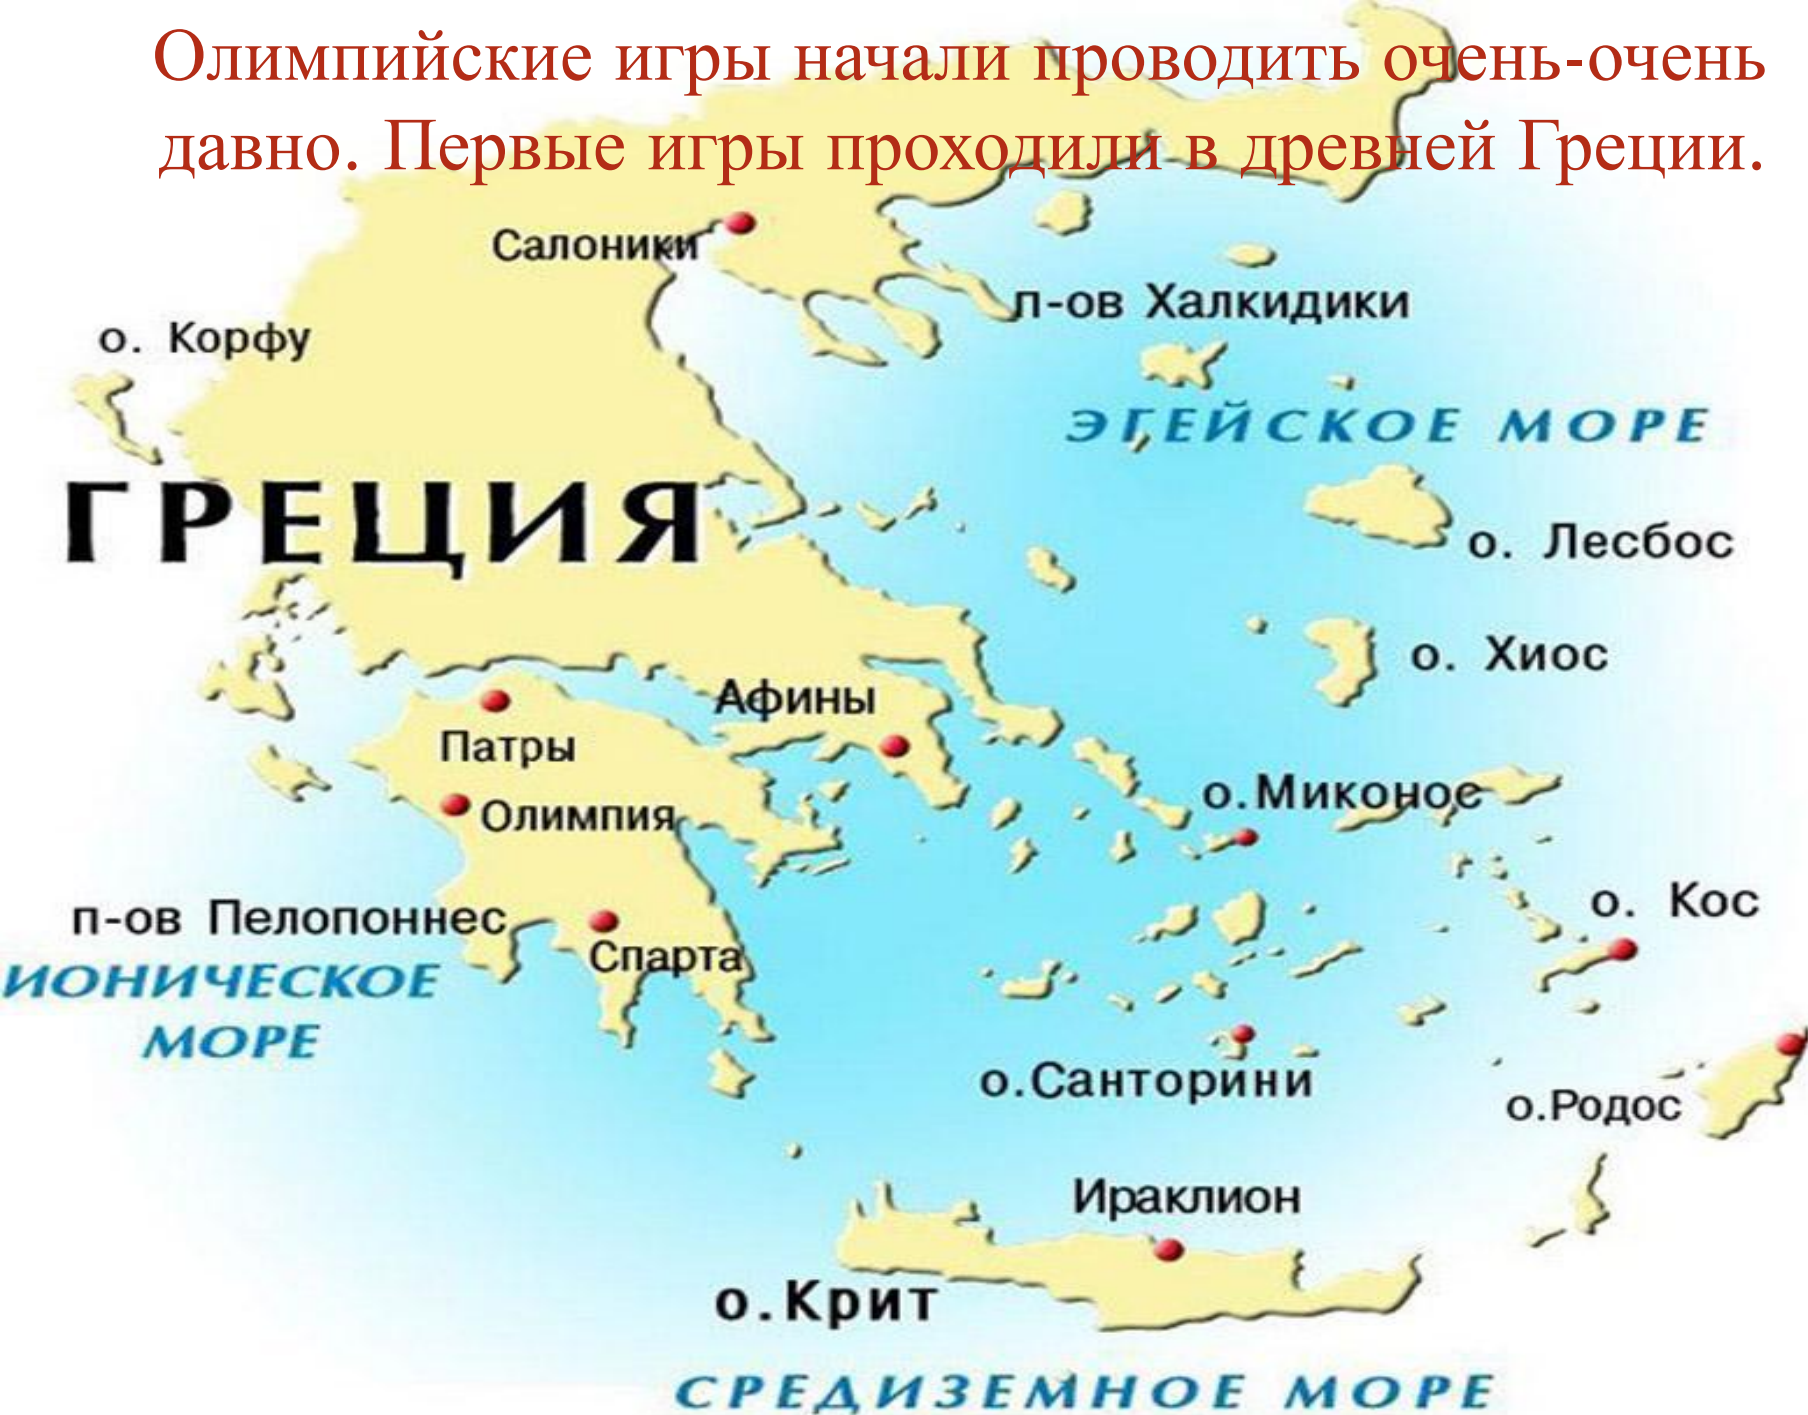 Олимпийские игры начали проводить очень-очень
давно. Первые игры проходили в древней Греции.
Салоники
п-ов Халкидики
о. Корфу
ЭГЕЙСКОЕ МОРЕ
ГРЕЦИЯ
о. Лесбос
о. Хиос
Афины
Патры
о.Миконос
Олимпия
о. Кос
п-ов Пелопоннес
Спарта
ИОНИЧЕСКОЕ
МОРЕ
о.Санторини
о.Родос
Ираклион
о.Крит
СРЕДИЗЕМНОЕ МОРЕ